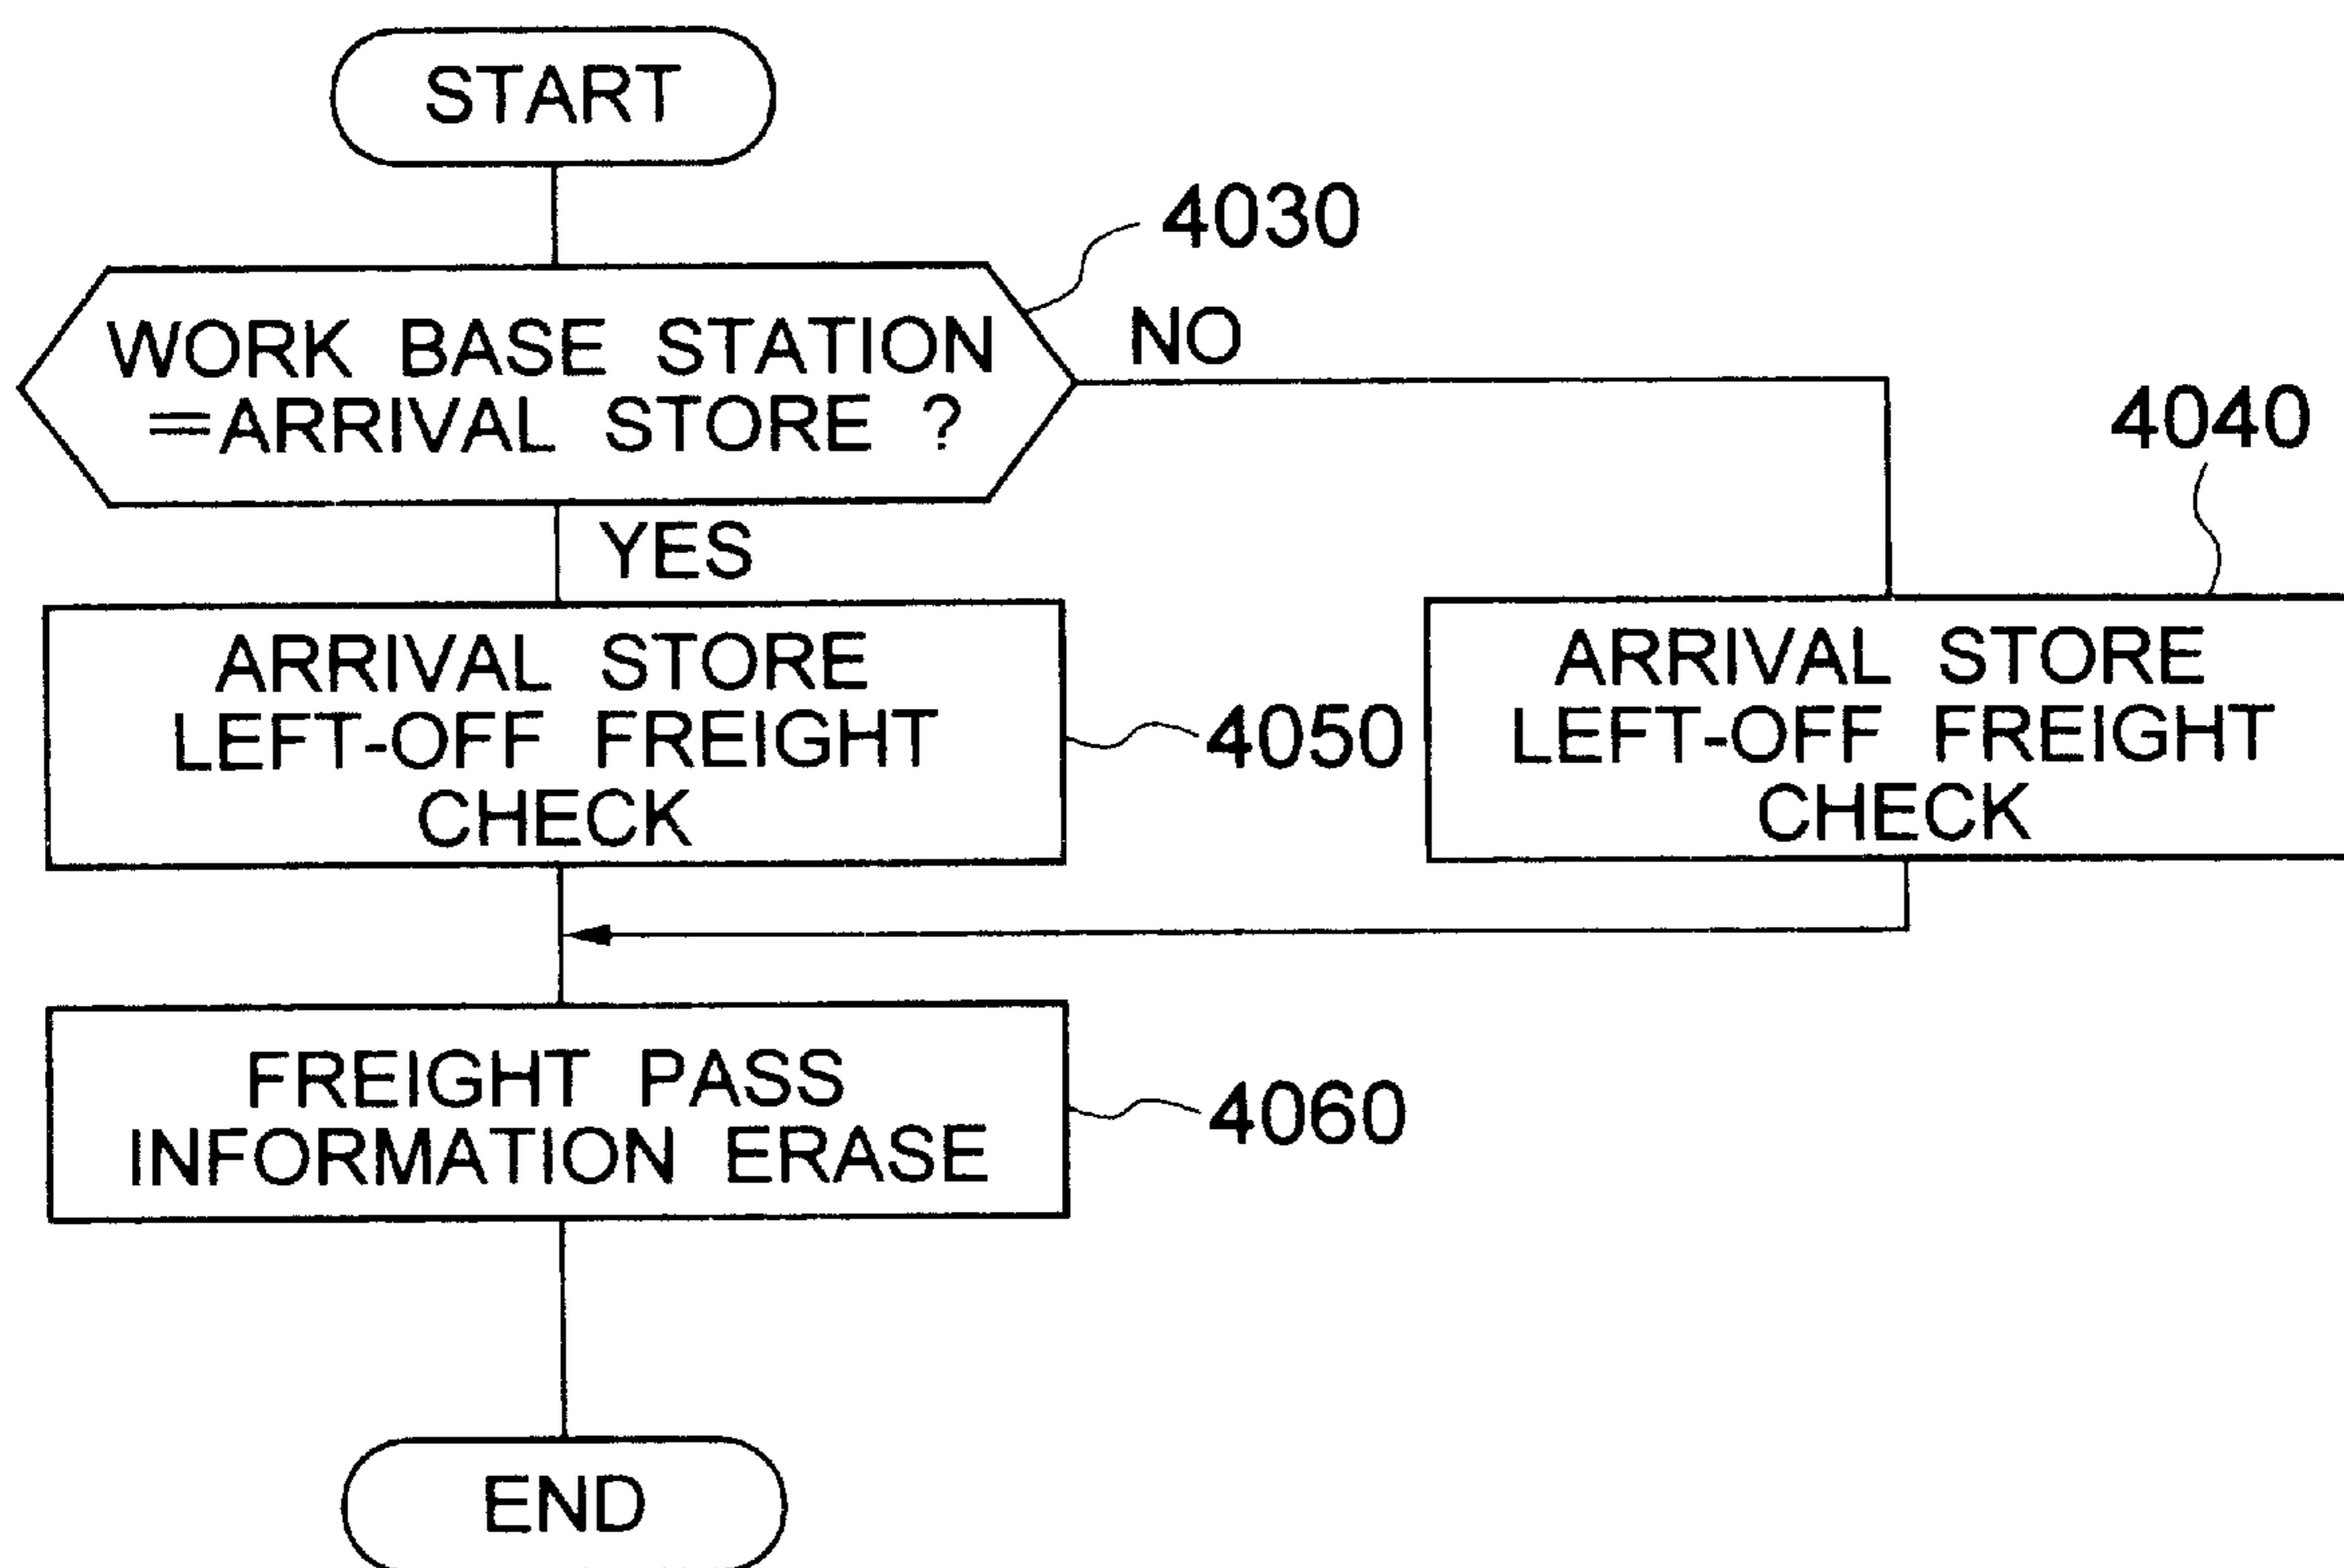 START
4030
WORK BASE STATION
=ARRIVAL STORE ?
NO
4040
YES
ARRIVAL STORE
LEFT-OFF FREIGHT
CHECK
4050
ARRIVAL STORE
LEFT-OFF FREIGHT
CHECK
FREIGHT PASS
INFORMATION ERASE
4060
END